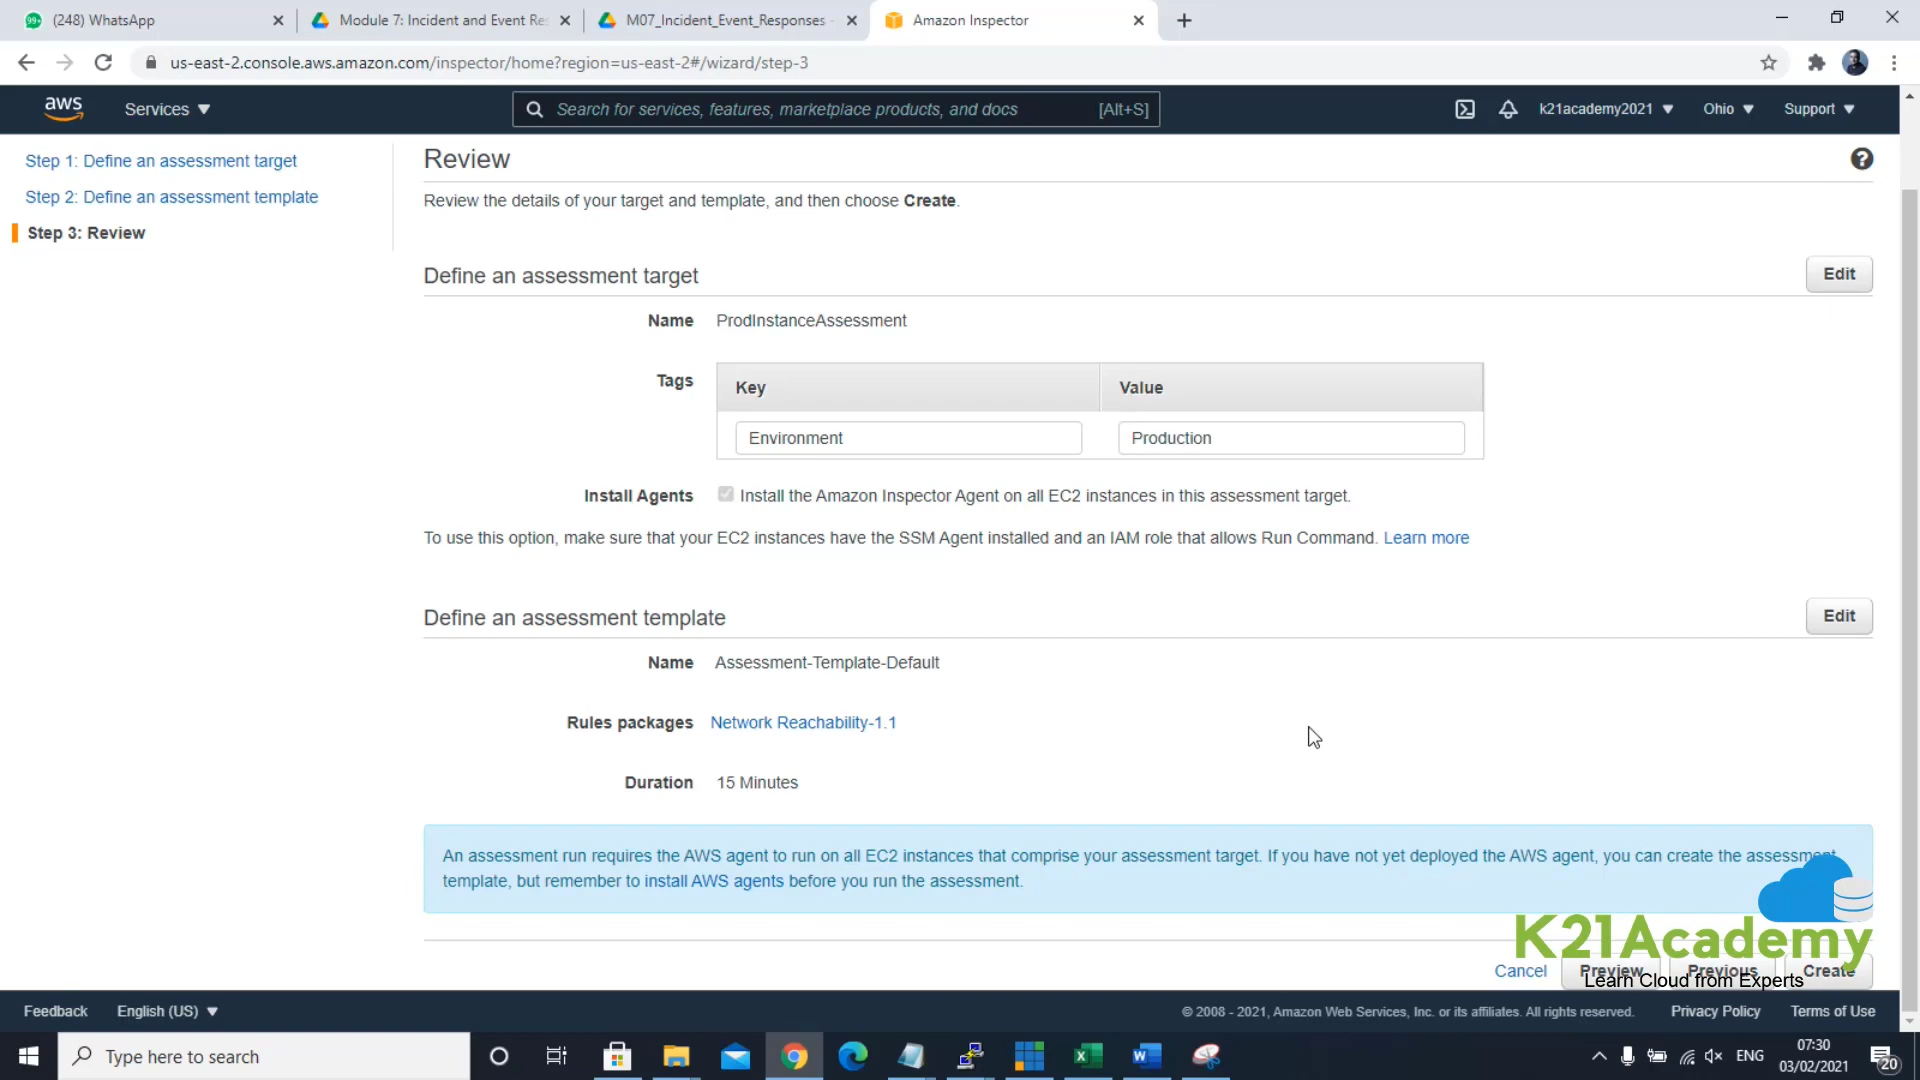 (248) WhatsApp
Module 7: Incident and Event Res
M07_Incident_Event_Responses -
Amazon Inspector
us-east-2.console.aws.amazon.com/inspector/home?region=us-east-2#/wizard/step-3
aws
Services
Search for services, features, marketplace products, and docs
[Alt+S]
k21academy2021
Ohio
Support
Step 1: Define an assessment target
Step 2: Define an assessment template
Step 3: Review
Review
Review the details of your target and template, and then choose Create.
Define an assessment target
Edit
Name ProdInstanceAssessment
Tags
Key Value
Environment Production
Install Agents Install the Amazon Inspector Agent on all EC2 instances in this assessment target.
To use this option, make sure that your EC2 instances have the SSM Agent installed and an IAM role that allows Run Command. Learn more
Define an assessment template
Edit
Name Assessment-Template-Default
Rules packages Network Reachability-1.1
Duration 15 Minutes
An assessment run requires the AWS agent to run on all EC2 instances that comprise your assessment target. If you have not yet deployed the AWS agent, you can create the assessment
template, but remember to install AWS agents before you run the assessment.
K21Academy
Cancel Preview Previous Create
Learn Cloud from Experts
Feedback
English (US)
© 2008 - 2021, Amazon Web Services, Inc. or its affiliates. All rights reserved.
Privacy Policy
Terms of Use
Type here to search
ENG
07:30
03/02/2021
20